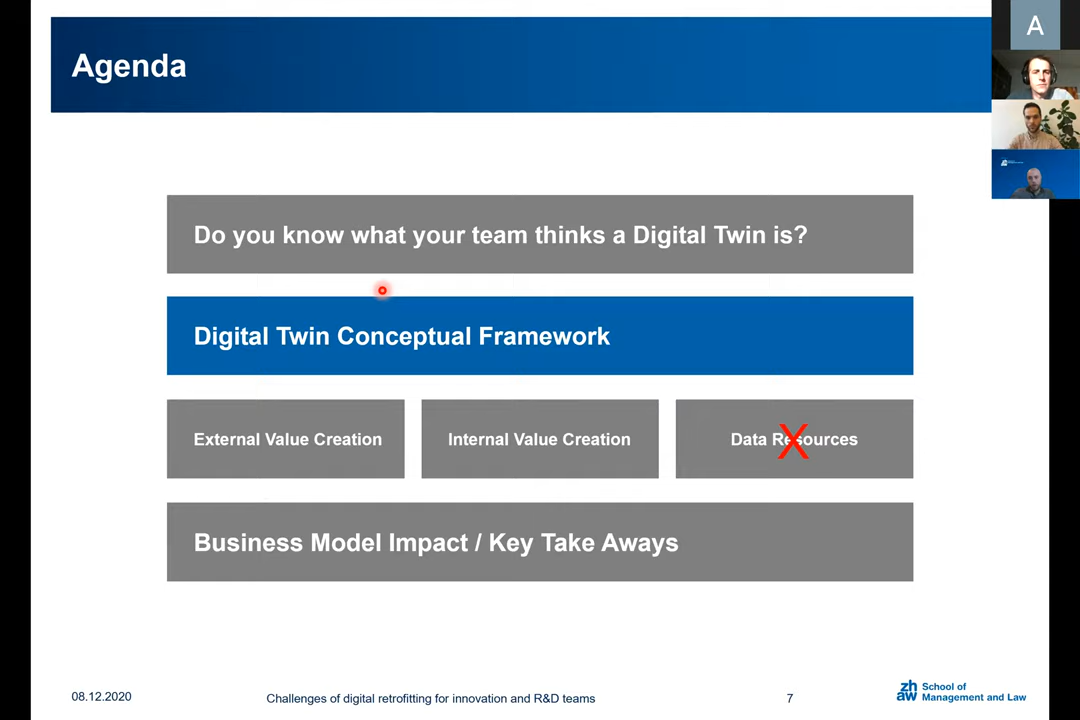 Agenda
A
Do you know what your team thinks a Digital Twin is?
Digital Twin Conceptual Framework
External Value Creation
Internal Value Creation
Data Resources
X
Business Model Impact / Key Take Aways
08.12.2020
Challenges of digital retrofitting for innovation and R&D teams
7
zh
aw
School of
Management and Law